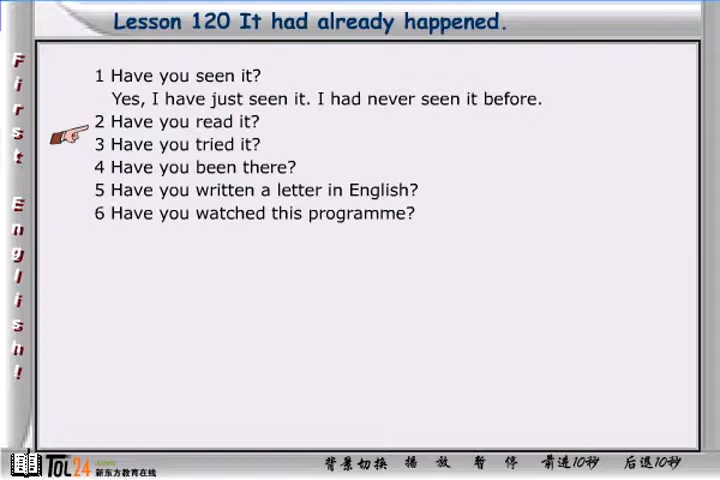 Lesson 120 It had already happened.
1 Have you seen it?
Yes, I have just seen it. I had never seen it before.
2 Have you read it?
3 Have you tried it?
4 Have you been there?
5 Have you written a letter in English?
6 Have you watched this programme?
First English!
TOL24.com
新东方教育在线
背景切换 播放 暂停 前进10秒 后退10秒